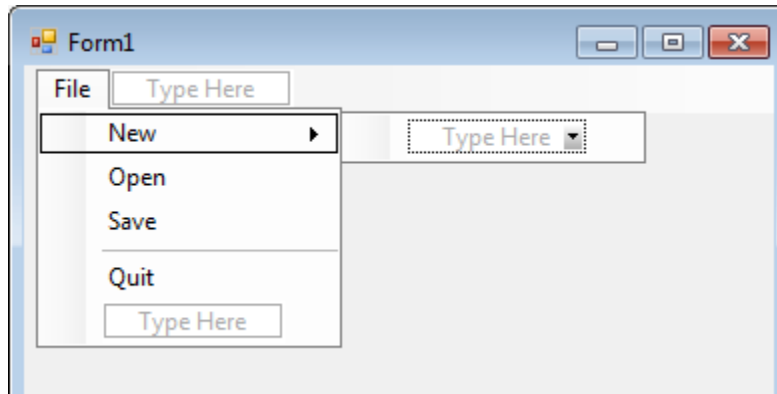 Form1
File Type Here
New Type Here
Open
Save
Quit
Type Here